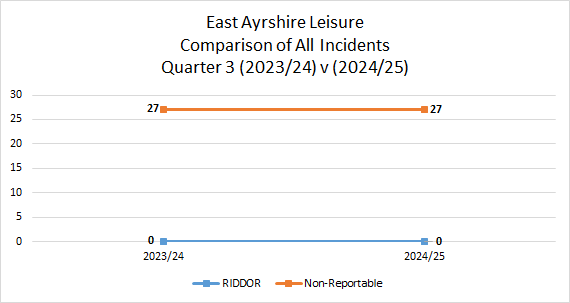 East Ayrshire Leisure
Comparison of All Incidents
Quarter 3 (2023/24) v (2024/25)
30
25
20
15
10
5
0
27
27
0
0
2023/24
2024/25
RIDDOR
Non-Reportable